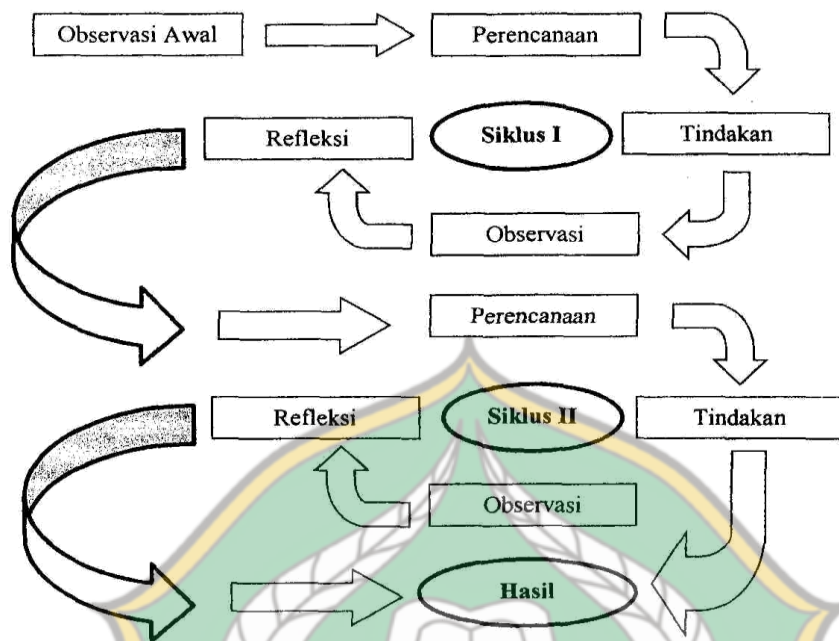 Observasi Awal
Perencanaan
Refleksi
Siklus I
Tindakan
Observasi
Perencanaan
Refleksi
Siklus II
Tindakan
Observasi
Hasil